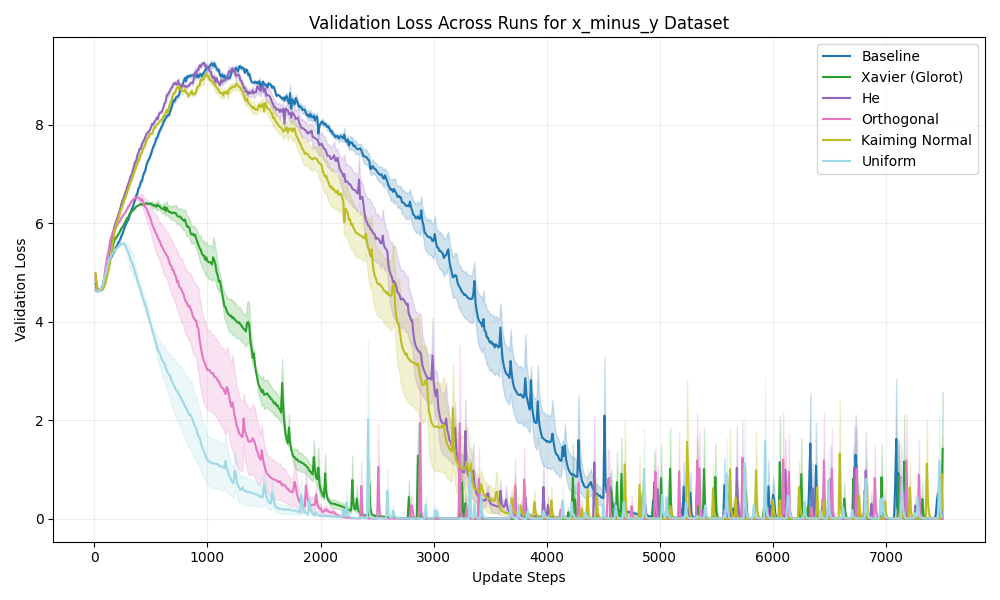 Validation Loss Across Runs for x_minus_y Dataset
Baseline
Xavier (Glorot)
He
Orthogonal
Kaiming Normal
Uniform
Validation Loss
8
6
4
2
0
0 1000 2000 3000 4000 5000 6000 7000
Update Steps